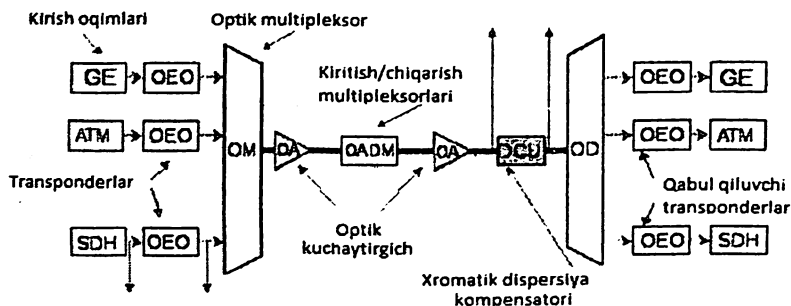 Kirish oqimlari
Optik multipleksor
GE
OEO
Kiritish/chiqarish
multipleksorlari
OEO
GE
ATM
OEO
OM
OA
OADM
OA
DCU
OD
OEO
ATM
Transponderlar
Optik
kuchaytirgich
Qabul qiluvchi
transponderlar
SDH
OEO
OEO
SDH
Xromatik dispersiya
kompensatori